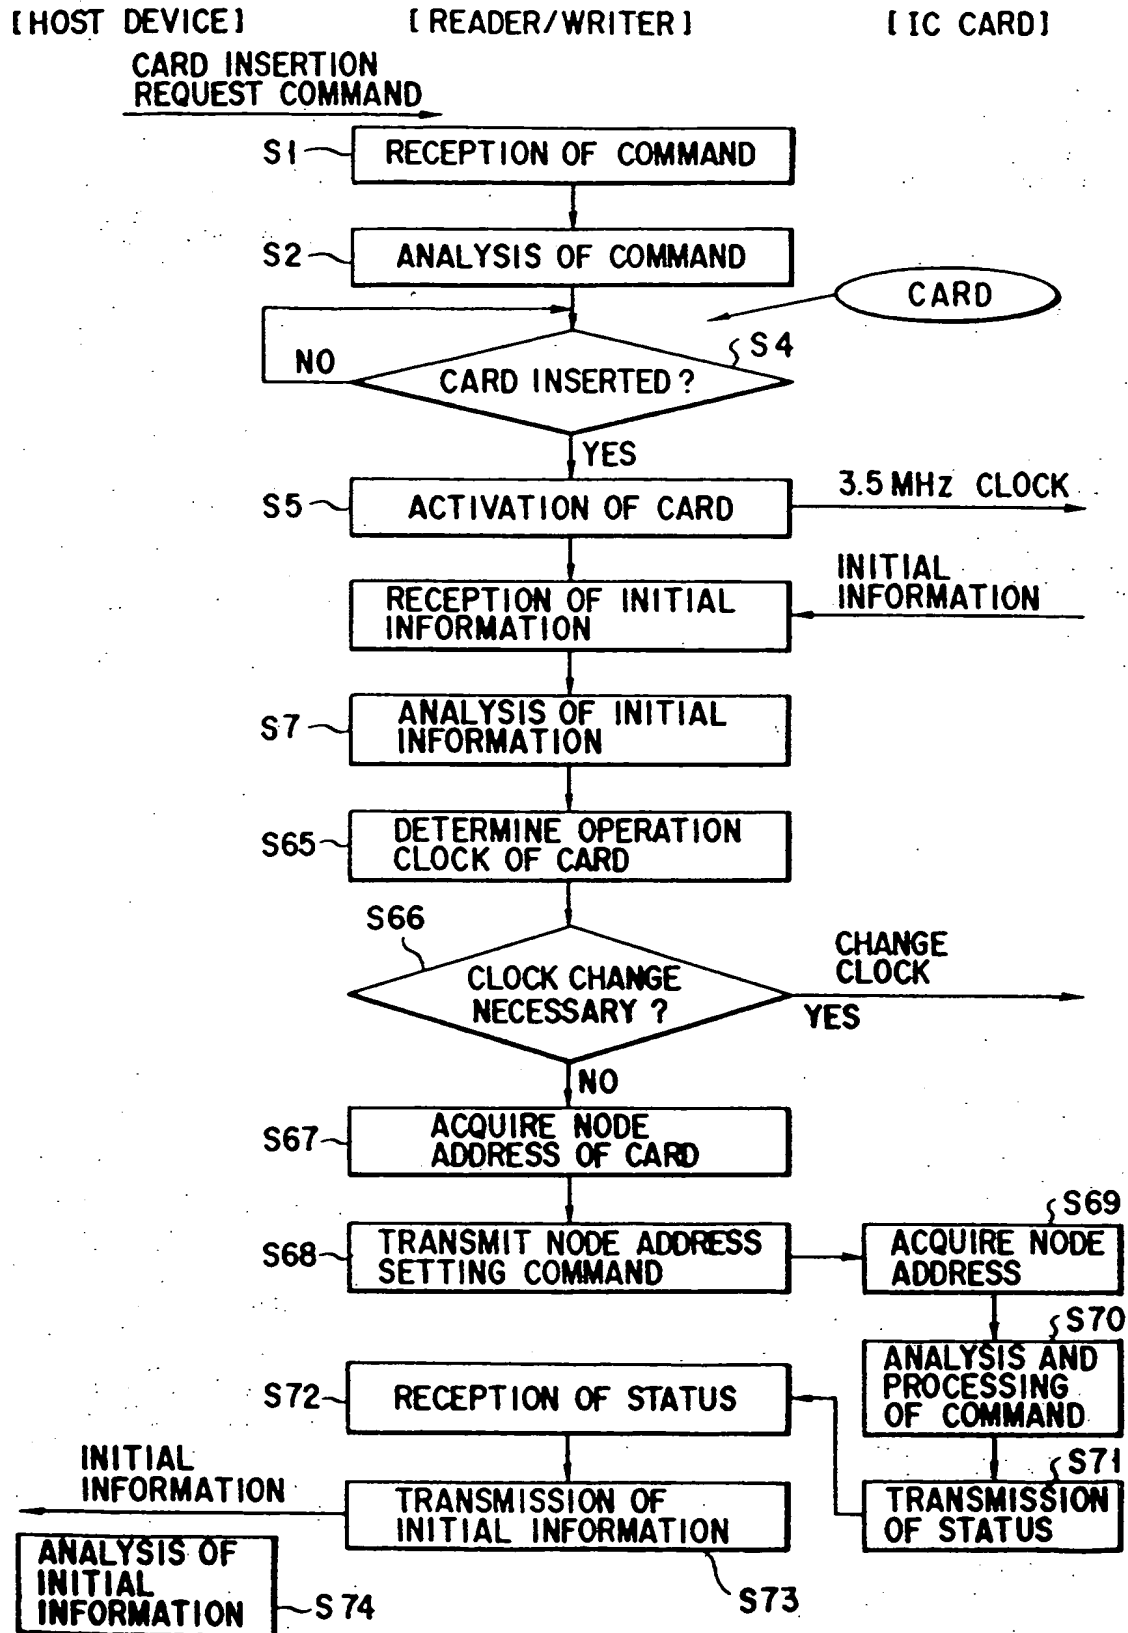 [HOST DEVICE] [READER/WRITER] [IC CARD]
CARD INSERTION
REQUEST COMMAND
S1 RECEPTION OF COMMAND
S2 ANALYSIS OF COMMAND
CARD
S4
NO
CARD INSERTED?
YES
S5 ACTIVATION OF CARD
3.5 MHz CLOCK
RECEPTION OF INITIAL
INFORMATION
INITIAL
INFORMATION
S7
ANALYSIS OF INITIAL
INFORMATION
S65
DETERMINE OPERATION
CLOCK OF CARD
S66
CLOCK CHANGE
NECESSARY ?
CHANGE
CLOCK
YES
NO
S67
ACQUIRE NODE
ADDRESS OF CARD
S68
TRANSMIT NODE ADDRESS
SETTING COMMAND
S69
ACQUIRE NODE
ADDRESS
S70
ANALYSIS AND
PROCESSING
OF COMMAND
S71
TRANSMISSION
OF STATUS
S72 RECEPTION OF STATUS
INITIAL
INFORMATION
TRANSMISSION OF
INITIAL INFORMATION
S73
ANALYSIS OF
INITIAL
INFORMATION
S74